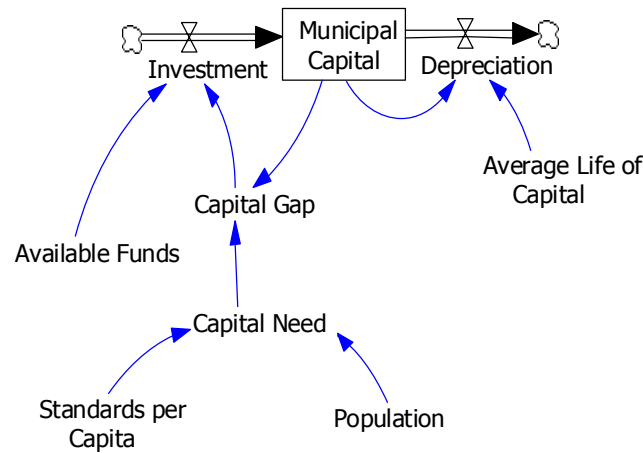 Municipal
Capital
Investment
Depreciation
Average Life of
Capital
Capital Gap
Available Funds
Capital Need
Standards per
Capita
Population